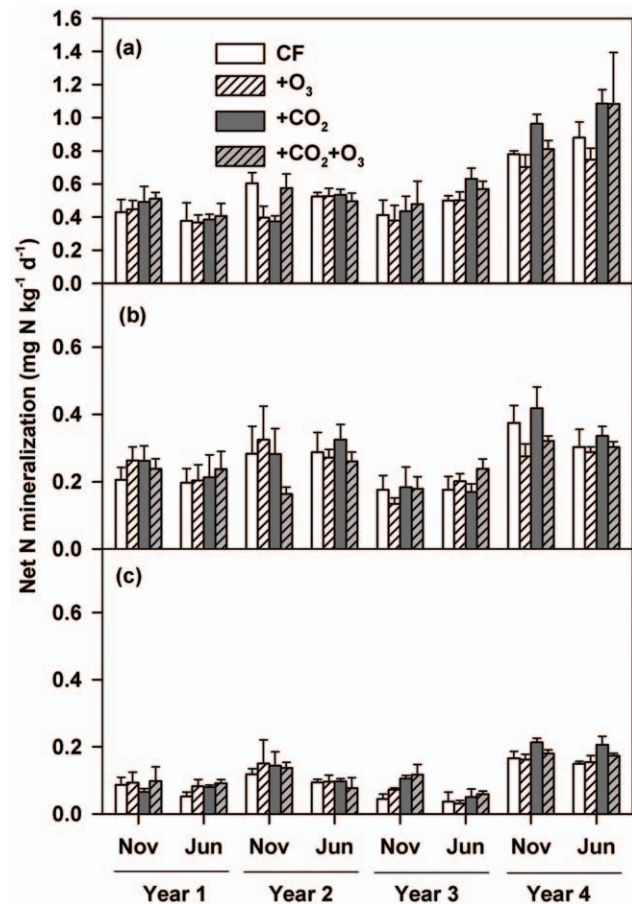 Net N mineralization (mg N kg⁻¹ d⁻¹)
1.6
1.4
1.2
1.0
0.8
0.6
0.4
0.2
0.0
(a)
CF
+O₃
+CO₂
+CO₂+O₃
0.6
0.4
0.2
0.0
(b)
0.6
0.4
0.2
0.0
(c)
Nov Jun Nov Jun Nov Jun Nov Jun
Year 1 Year 2 Year 3 Year 4